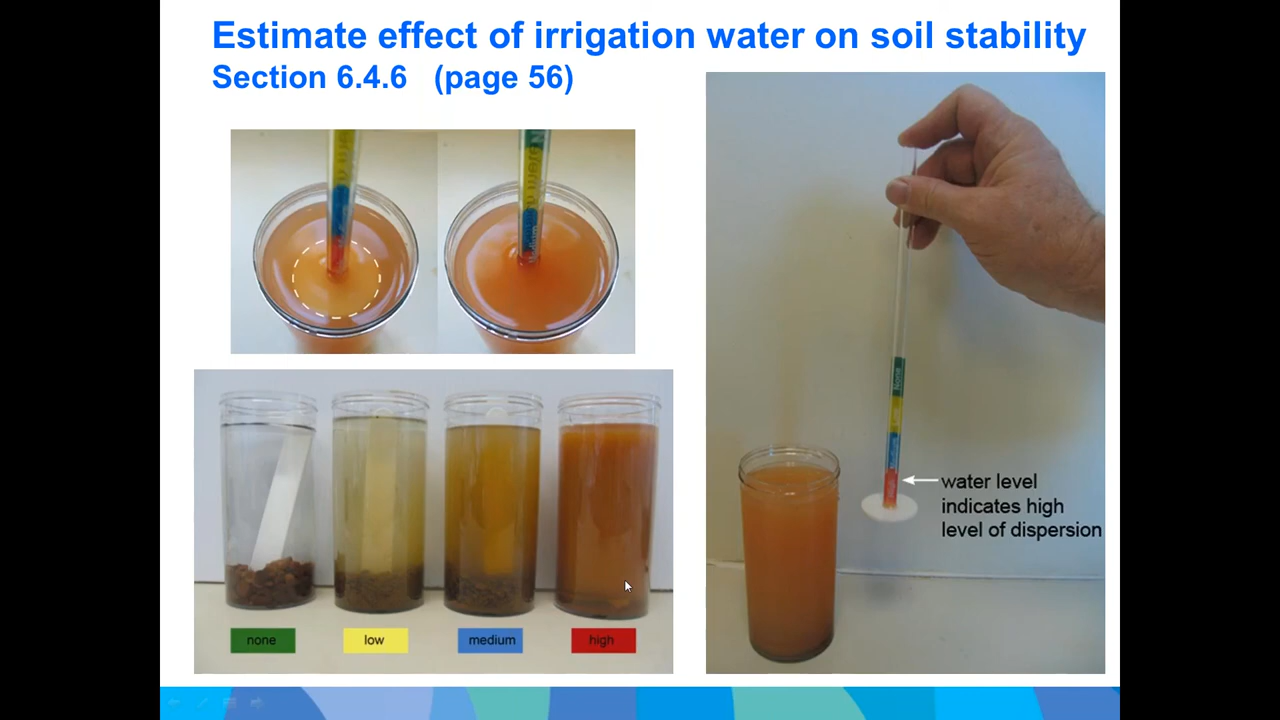 Estimate effect of irrigation water on soil stability
Section 6.4.6 (page 56)
None
water level
indicates high
level of dispersion
none
low
medium
high